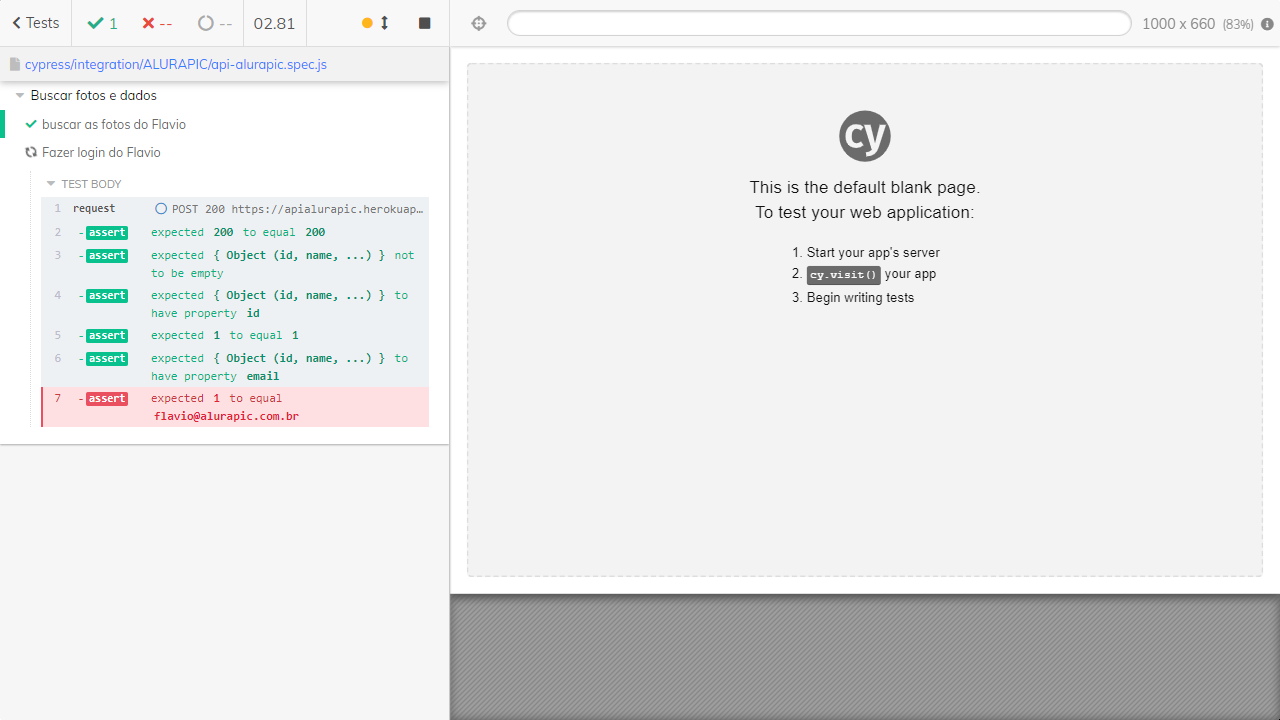 Tests
1
--
--
02.81
1000 x 660 (83%)
cypress/integration/ALURAPIC/api-alurapic.spec.js
Buscar fotos e dados
buscar as fotos do Flavio
Fazer login do Flavio
TEST BODY
1 request POST 200 https://apialurapic.herokuap…
2 -assert expected 200 to equal 200
3 -assert expected { Object (id, name, ...) } not
to be empty
4 -assert expected { Object (id, name, ...) } to
have property id
5 -assert expected 1 to equal 1
6 -assert expected { Object (id, name, ...) } to
have property email
7 -assert expected 1 to equal
flavio@alurapic.com.br
cy
This is the default blank page.
To test your web application:
1. Start your app's server
2. cy.visit() your app
3. Begin writing tests